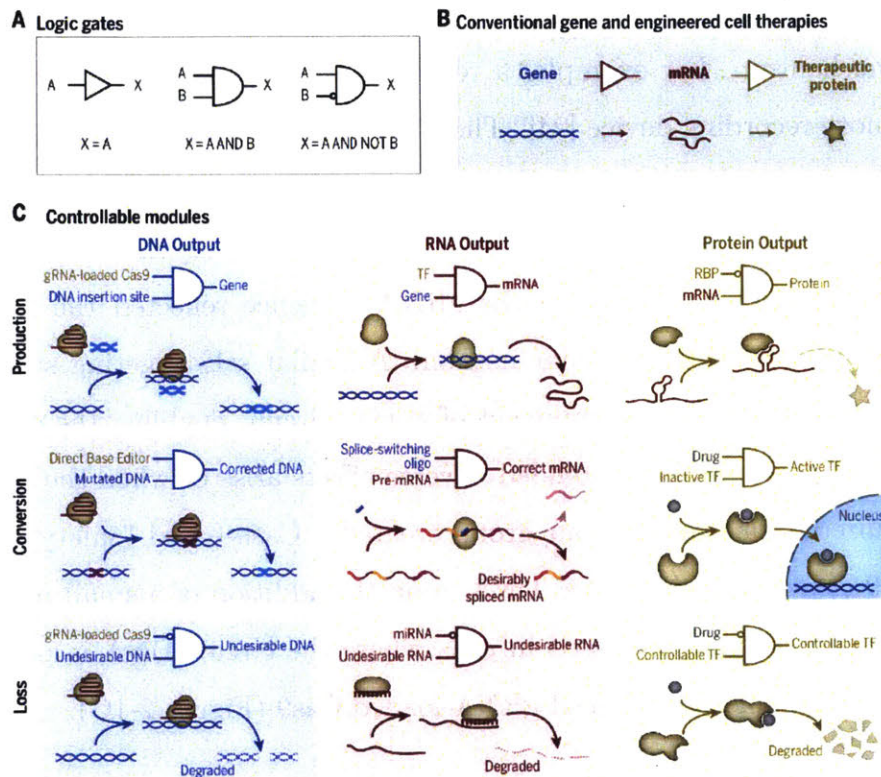 A Logic gates
A
X
A
B
X
A
B
X
X = A
X = A AND B
X = A AND NOT B
B Conventional gene and engineered cell therapies
Gene
mRNA
Therapeutic
protein
C Controllable modules
DNA Output
RNA Output
Protein Output
Production
gRNA-loaded Cas9
DNA insertion site
Gene
TF
Gene
mRNA
RBP
mRNA
Protein
Conversion
Direct Base Editor
Mutated DNA
Corrected DNA
Splice-switching
oligo
Pre-mRNA
Correct mRNA
Desirably
spliced mRNA
Drug
Inactive TF
Active TF
Nucleus
Loss
gRNA-loaded Cas9
Undesirable DNA
Undesirable DNA
Degraded
miRNA
Undesirable RNA
Undesirable RNA
Degraded
Drug
Controllable TF
Controllable TF
Degraded